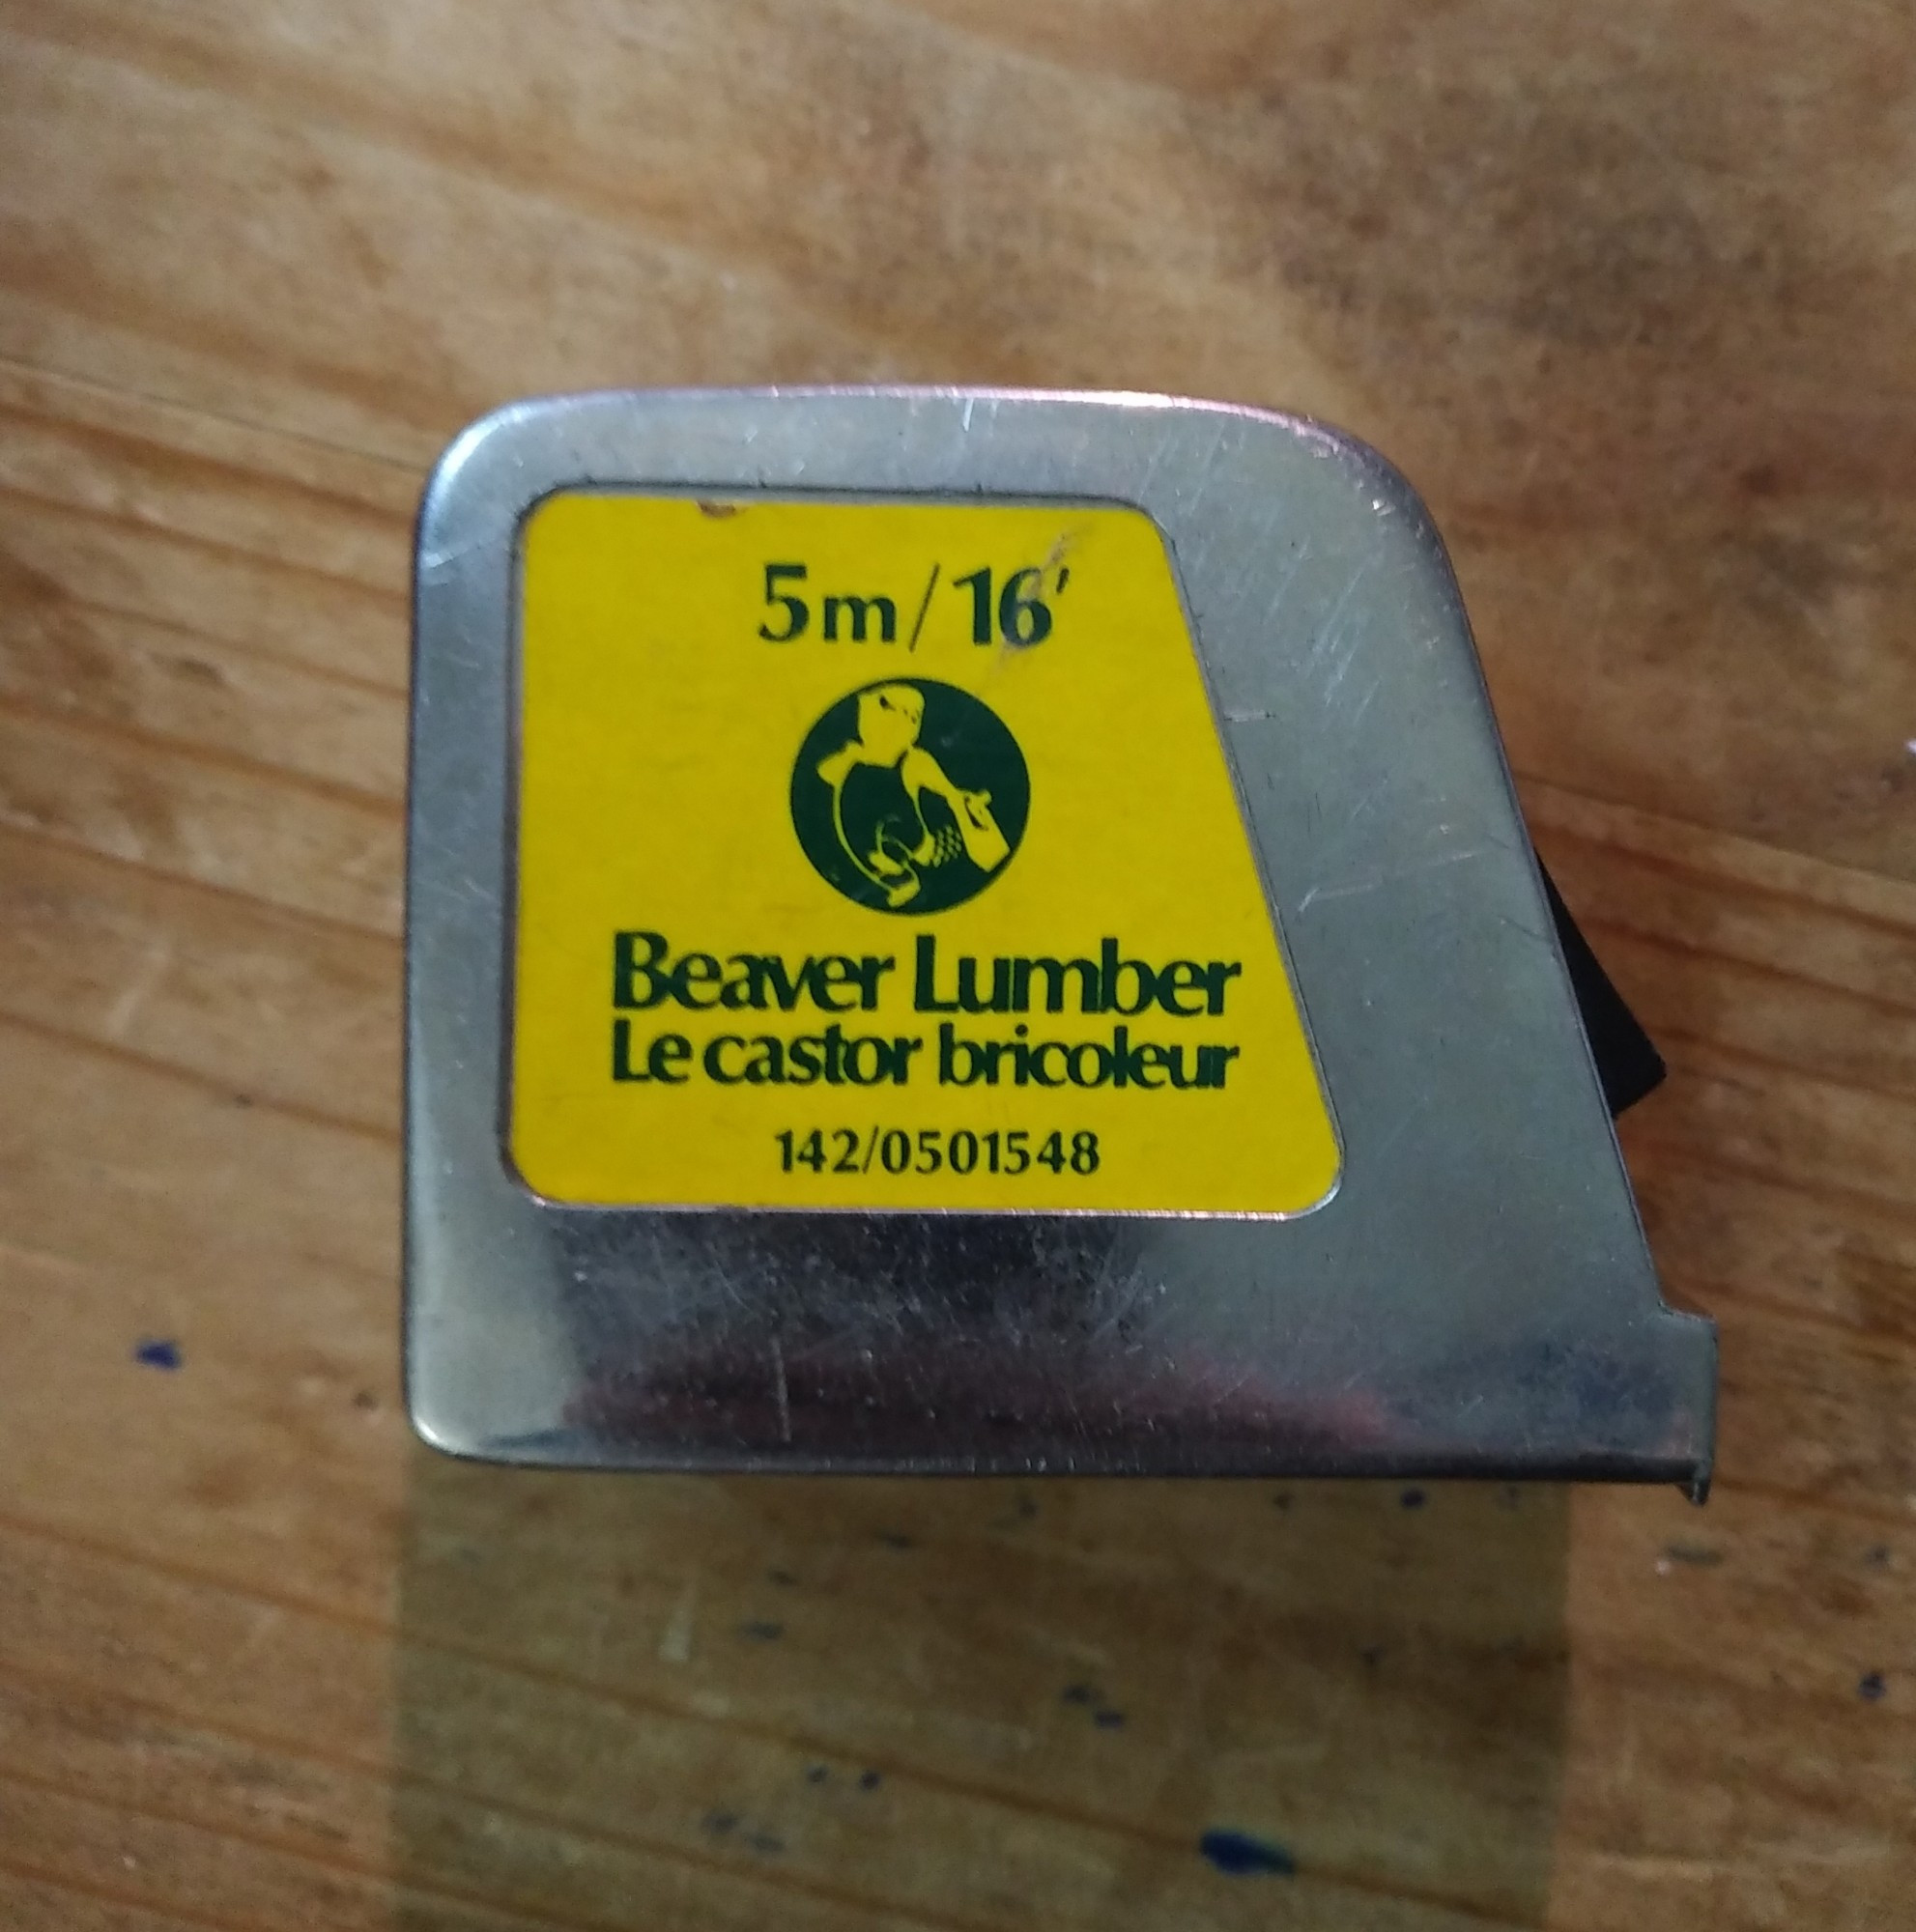 5m/16'
Beaver Lumber
Le castor bricoleur
142/0501548